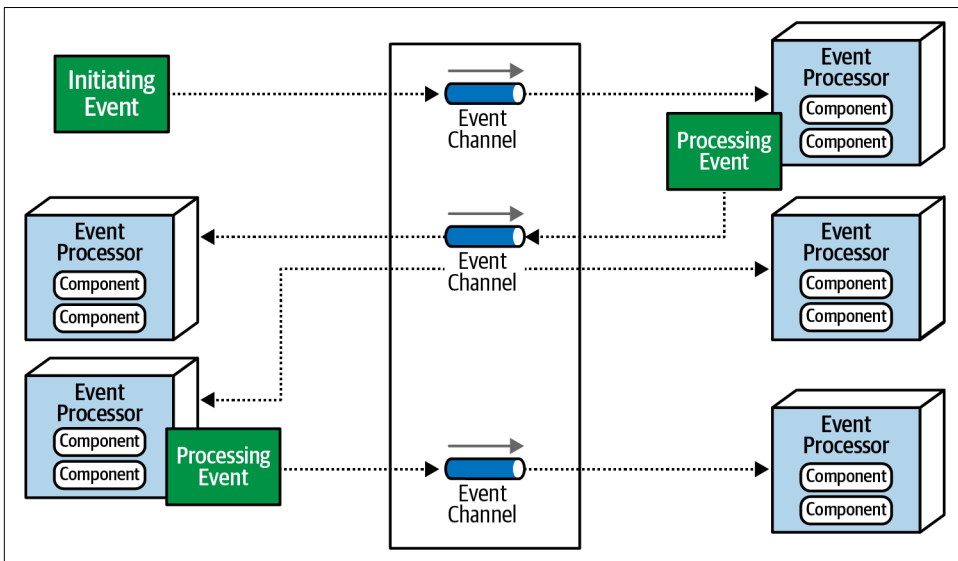 Initiating
Event
Event
Channel
Event
Processor
Component
Component
Processing
Event
Event
Processor
Component
Component
Event
Channel
Event
Processor
Component
Component
Event
Processor
Component
Component
Processing
Event
Event
Channel
Event
Processor
Component
Component